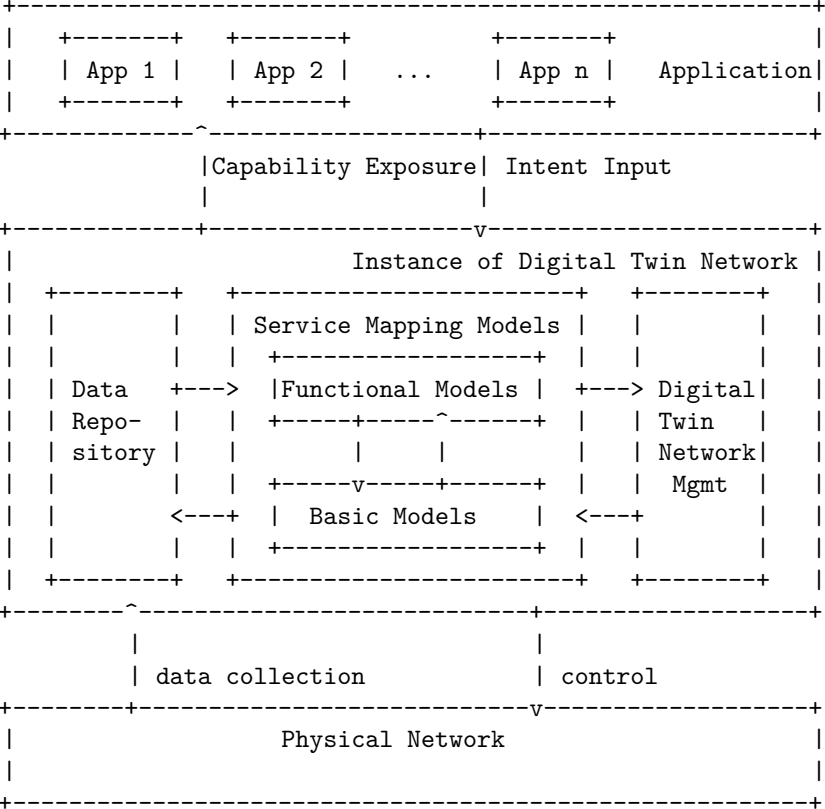 App 1 App 2 ... App n Application
Capability Exposure Intent Input
Instance of Digital Twin Network
Service Mapping Models
Data Functional Models Digital
Repo- Twin
sitory Network
Mgmt
Basic Models
data collection control
Physical Network